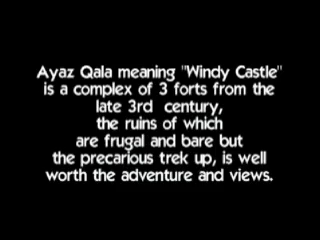 Ayaz Qala meaning "Windy Castle"
is a complex of 3 forts from the
late 3rd century,
the ruins of which
are frugal and bare but
the precarious trek up, is well
worth the adventure and views.